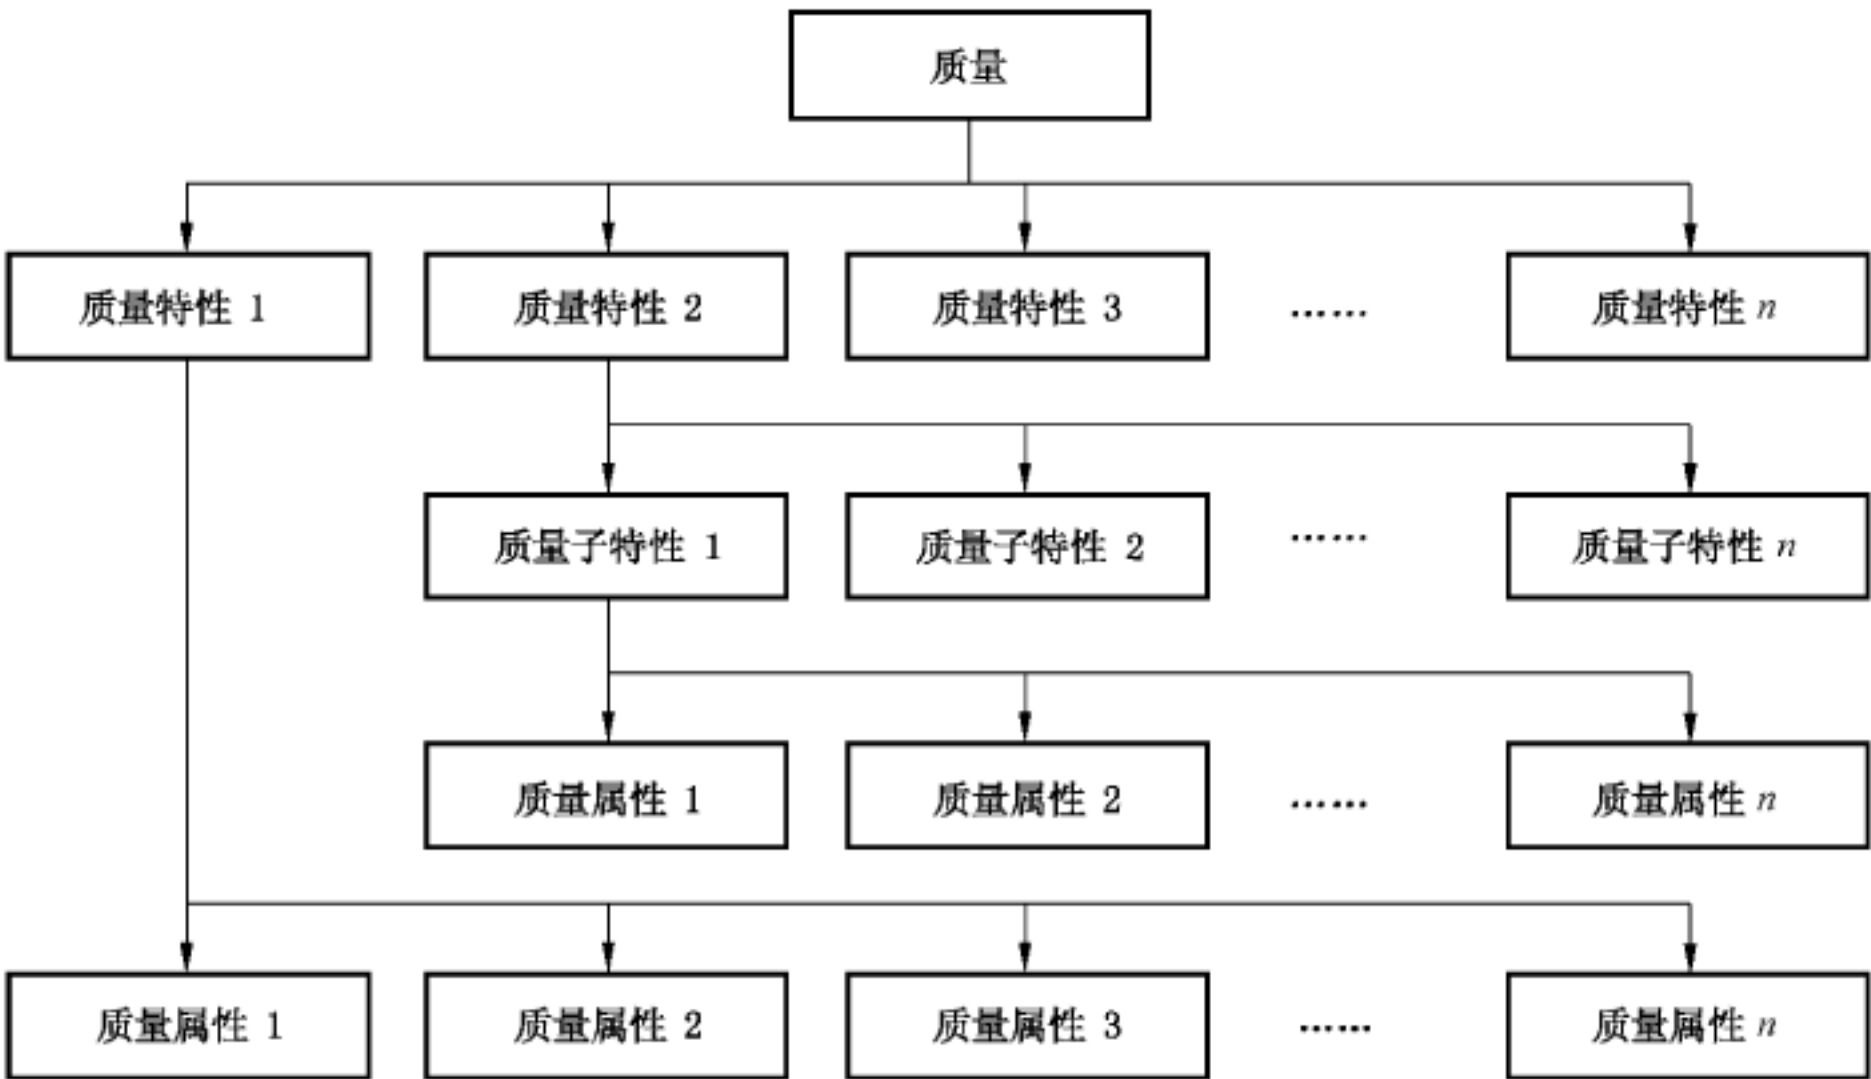 质量
质量特性 1
质量特性 2
质量特性 3
……
质量特性 n
质量子特性 1
质量子特性 2
……
质量子特性 n
质量属性 1
质量属性 2
……
质量属性 n
质量属性 1
质量属性 2
质量属性 3
……
质量属性 n